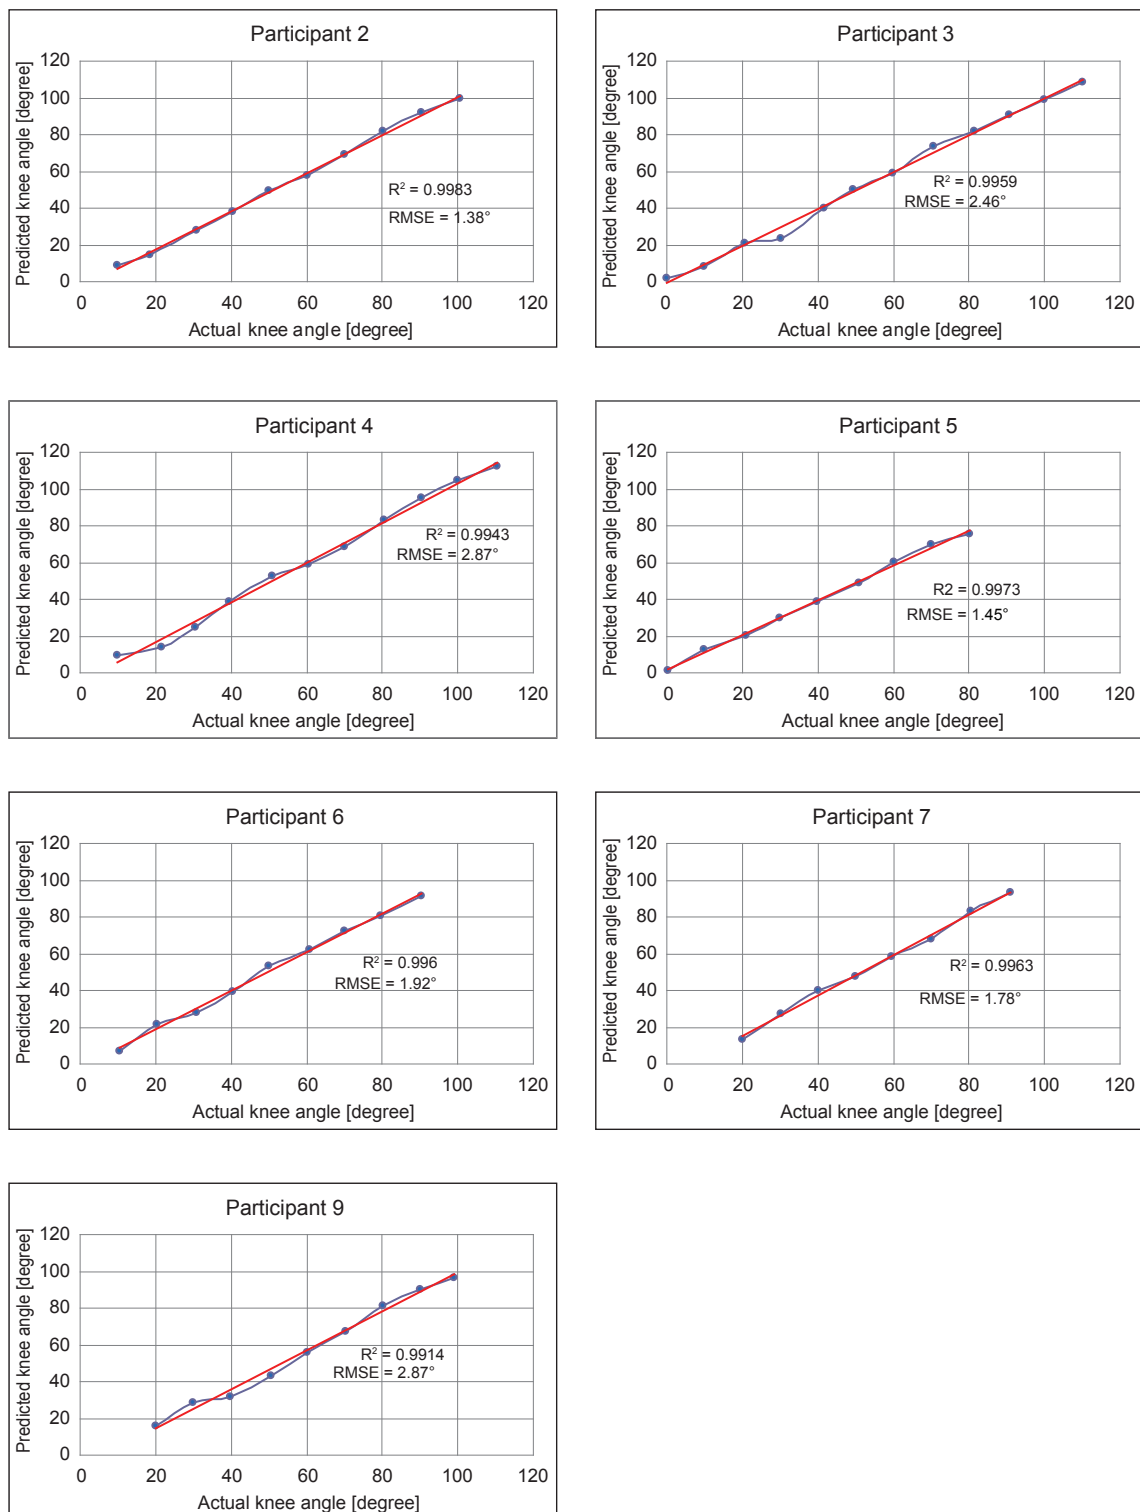 Participant 2
Predicted knee angle [degree]
120
100
80
60
40
20
0
R² = 0.9983
RMSE = 1.38°
0 20 40 60 80 100 120
Actual knee angle [degree]
Participant 3
Predicted knee angle [degree]
120
100
80
60
40
20
0
R² = 0.9959
RMSE = 2.46°
0 20 40 60 80 100 120
Actual knee angle [degree]
Participant 4
Predicted knee angle [degree]
120
100
80
60
40
20
0
R² = 0.9943
RMSE = 2.87°
0 20 40 60 80 100 120
Actual knee angle [degree]
Participant 5
Predicted knee angle [degree]
120
100
80
60
40
20
0
R2 = 0.9973
RMSE = 1.45°
0 20 40 60 80 100 120
Actual knee angle [degree]
Participant 6
Predicted knee angle [degree]
120
100
80
60
40
20
0
R² = 0.996
RMSE = 1.92°
0 20 40 60 80 100 120
Actual knee angle [degree]
Participant 7
Predicted knee angle [degree]
120
100
80
60
40
20
0
R² = 0.9963
RMSE = 1.78°
0 20 40 60 80 100 120
Actual knee angle [degree]
Participant 9
Predicted knee angle [degree]
120
100
80
60
40
20
0
R² = 0.9914
RMSE = 2.87°
0 20 40 60 80 100 120
Actual knee angle [degree]